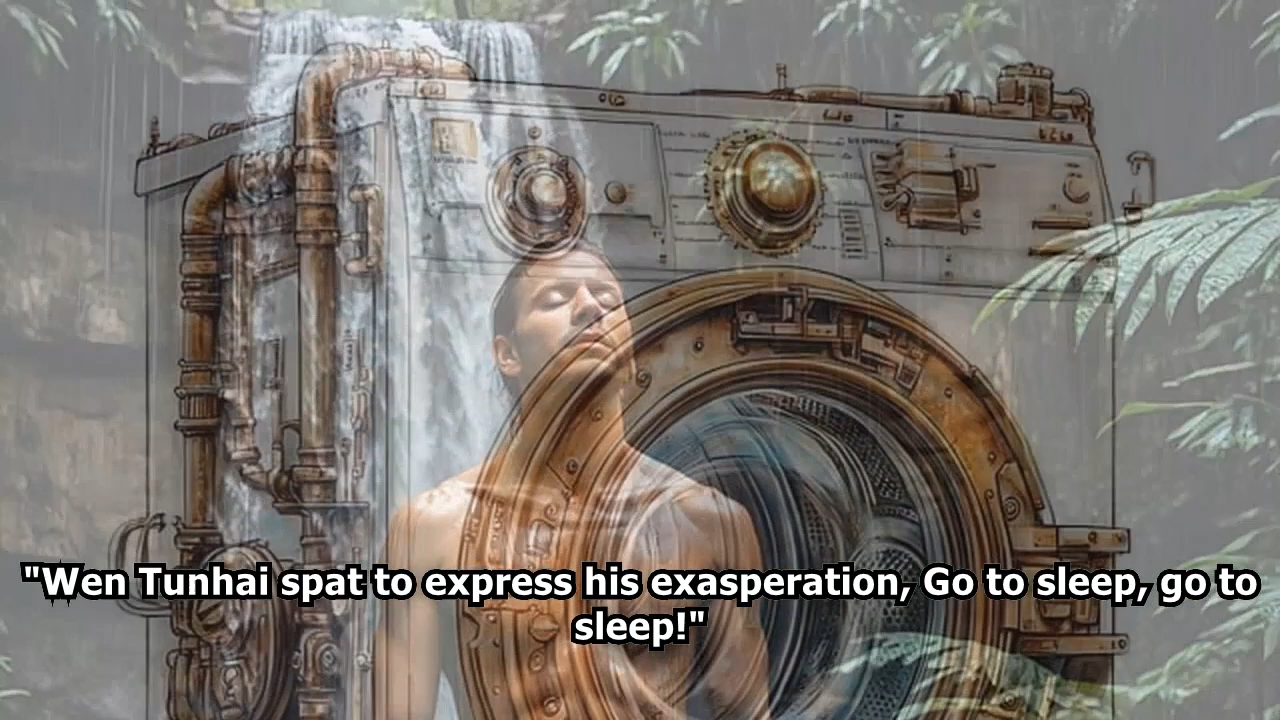 "Wen Tunhai spat to express his exasperation, Go to sleep, go to
sleep!"